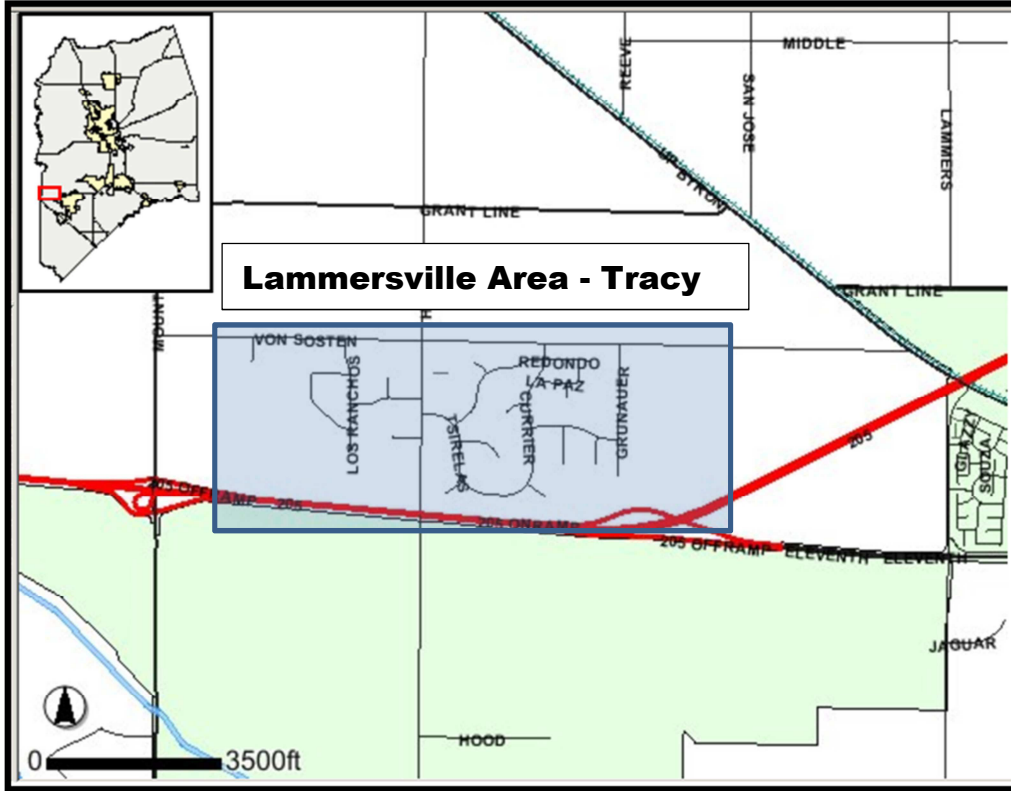 MIDDLE
REEVE
SAN JOSE
LAMMERS
UP BYRON
GRANT LINE
Lammersville Area - Tracy
GRANT LINE
MOUNT
H
VON SOSTEN
REDONDO
LA PAZ
LOS RANCHOS
TSIRELAS
CURRIER
GRUNAUER
205
SOUZA
205 OFFRAMP
205
205 ONRAMP
205 OFFRAMP
ELEVENTH
ELEVENTH
JAGUAR
HOOD
0
3500ft